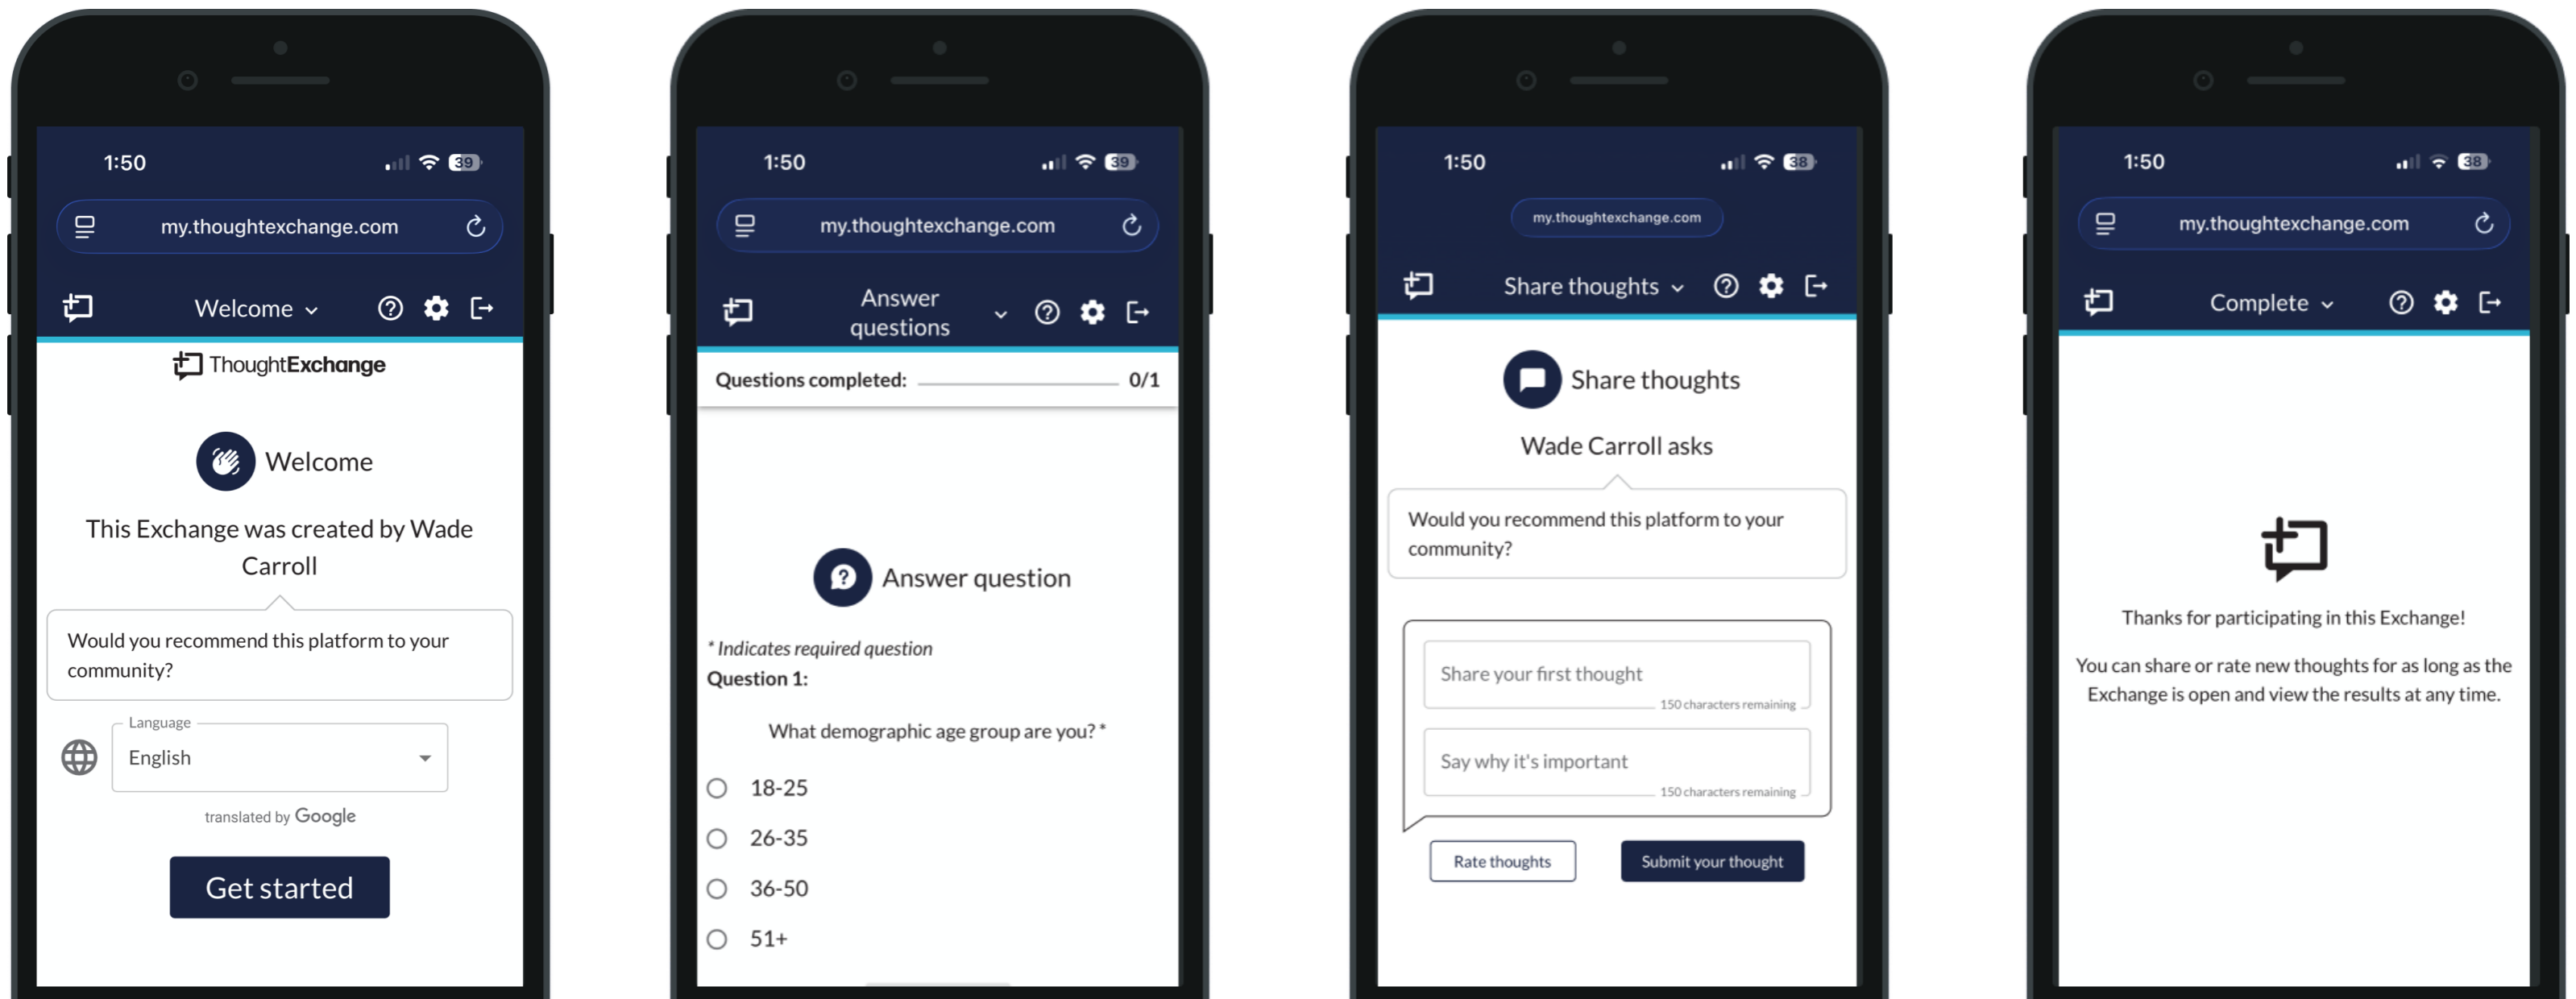 1:50
39
my.thoughtexchange.com
Welcome
ThoughtExchange
Welcome
This Exchange was created by Wade
Carroll
Would you recommend this platform to your
community?
Language
English
translated by Google
Get started
1:50
39
my.thoughtexchange.com
Answer
questions
Questions completed: 0/1
Answer question
* Indicates required question
Question 1:
What demographic age group are you? *
18-25
26-35
36-50
51+
1:50
38
my.thoughtexchange.com
Share thoughts
Share thoughts
Wade Carroll asks
Would you recommend this platform to your
community?
Share your first thought
150 characters remaining
Say why it's important
150 characters remaining
Rate thoughts
Submit your thought
1:50
38
my.thoughtexchange.com
Complete
Thanks for participating in this Exchange!
You can share or rate new thoughts for as long as the
Exchange is open and view the results at any time.